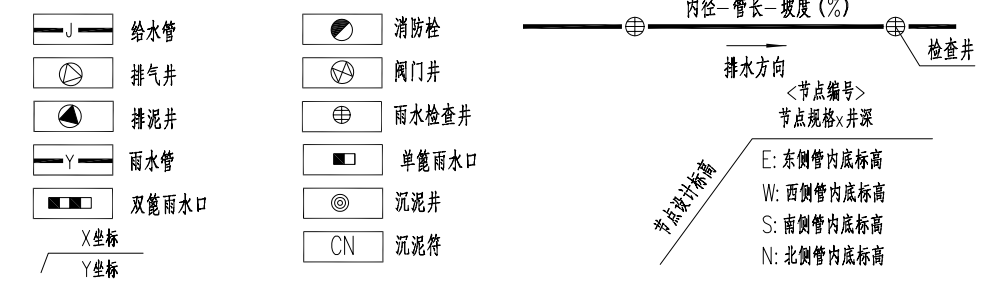 J 给水管
排气井
排泥井
Y 雨水管
双篦雨水口
X坐标
Y坐标
消防栓
阀门井
雨水检查井
单篦雨水口
沉泥井
CN 沉泥符
内径-管长-坡度(%)
检查井
排水方向
<节点编号>
节点规格x井深
节点设计标高
E: 东侧管内底标高
W: 西侧管内底标高
S: 南侧管内底标高
N: 北侧管内底标高